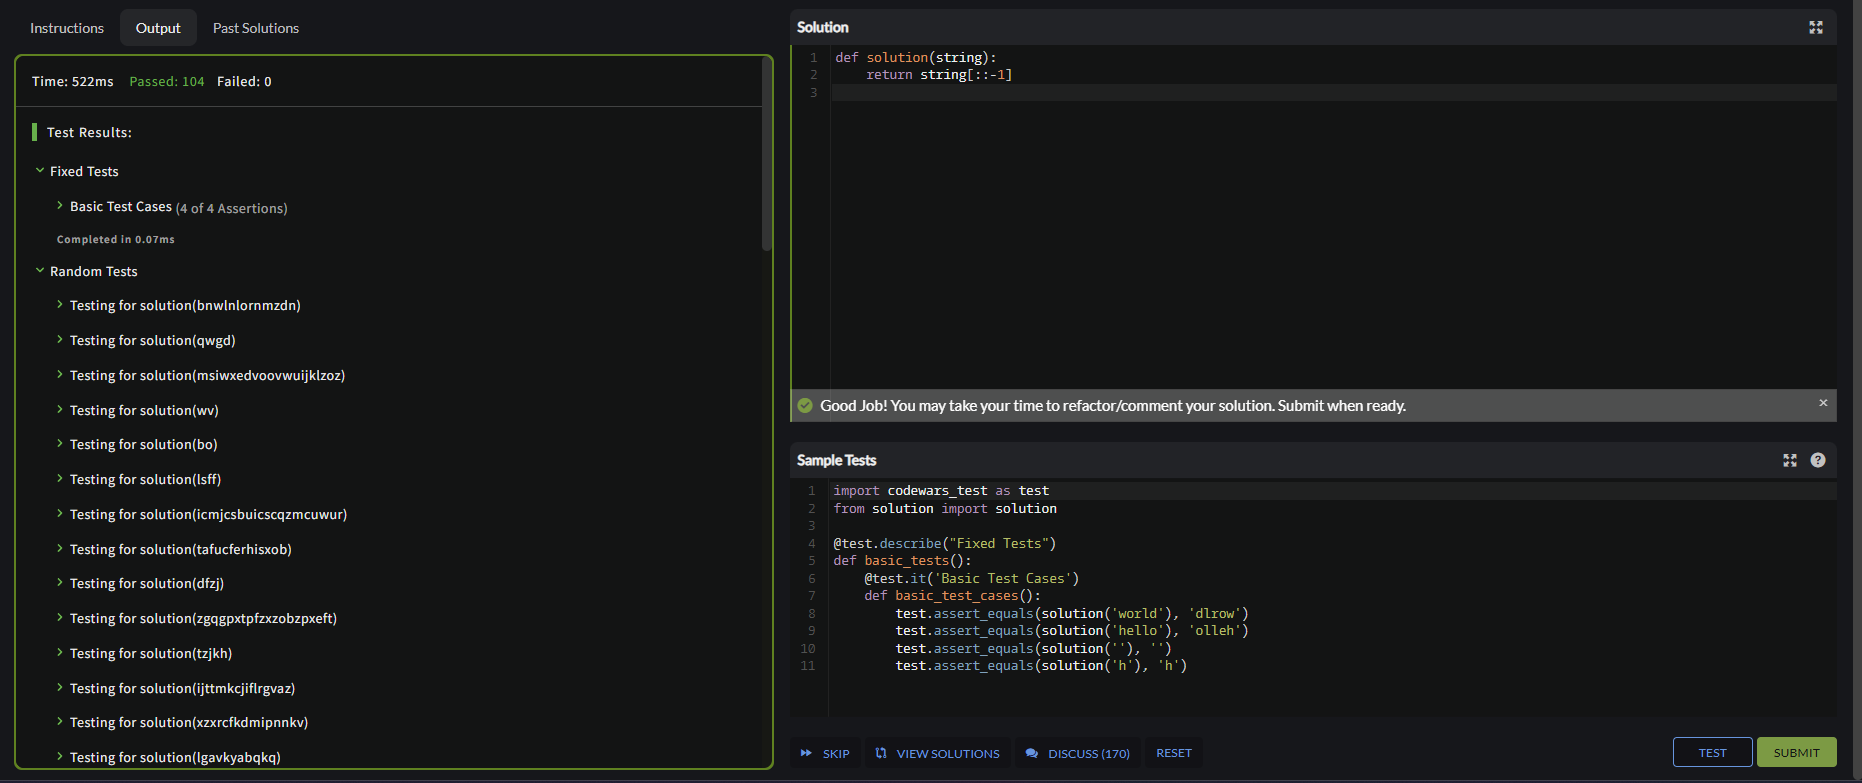 Instructions
Output
Past Solutions
Time: 522ms Passed: 104 Failed: 0
Test Results:
Fixed Tests
Basic Test Cases (4 of 4 Assertions)
Completed in 0.07ms
Random Tests
Testing for solution(bnwlnlornmzdn)
Testing for solution(qwgd)
Testing for solution(msiwxedvoovwuijklzoz)
Testing for solution(wv)
Testing for solution(bo)
Testing for solution(lsff)
Testing for solution(icmjcsbuicscqzmcuwur)
Testing for solution(tafucferhisxob)
Testing for solution(dfzj)
Testing for solution(zgqgpxtpfzxzobzpxeft)
Testing for solution(tzjkh)
Testing for solution(ijttmkcjiflrgvaz)
Testing for solution(xzxrcfkdmipnnkv)
Testing for solution(lgavkyabqkq)
Solution
1 def solution(string):
2     return string[::-1]
3
Good Job! You may take your time to refactor/comment your solution. Submit when ready.
Sample Tests
1 import codewars_test as test
2 from solution import solution
3
4 @test.describe("Fixed Tests")
5 def basic_tests():
6     @test.it('Basic Test Cases')
7     def basic_test_cases():
8         test.assert_equals(solution('world'), 'dlrow')
9         test.assert_equals(solution('hello'), 'olleh')
10         test.assert_equals(solution(''), '')
11         test.assert_equals(solution('h'), 'h')
SKIP
VIEW SOLUTIONS
DISCUSS (170)
RESET
TEST
SUBMIT